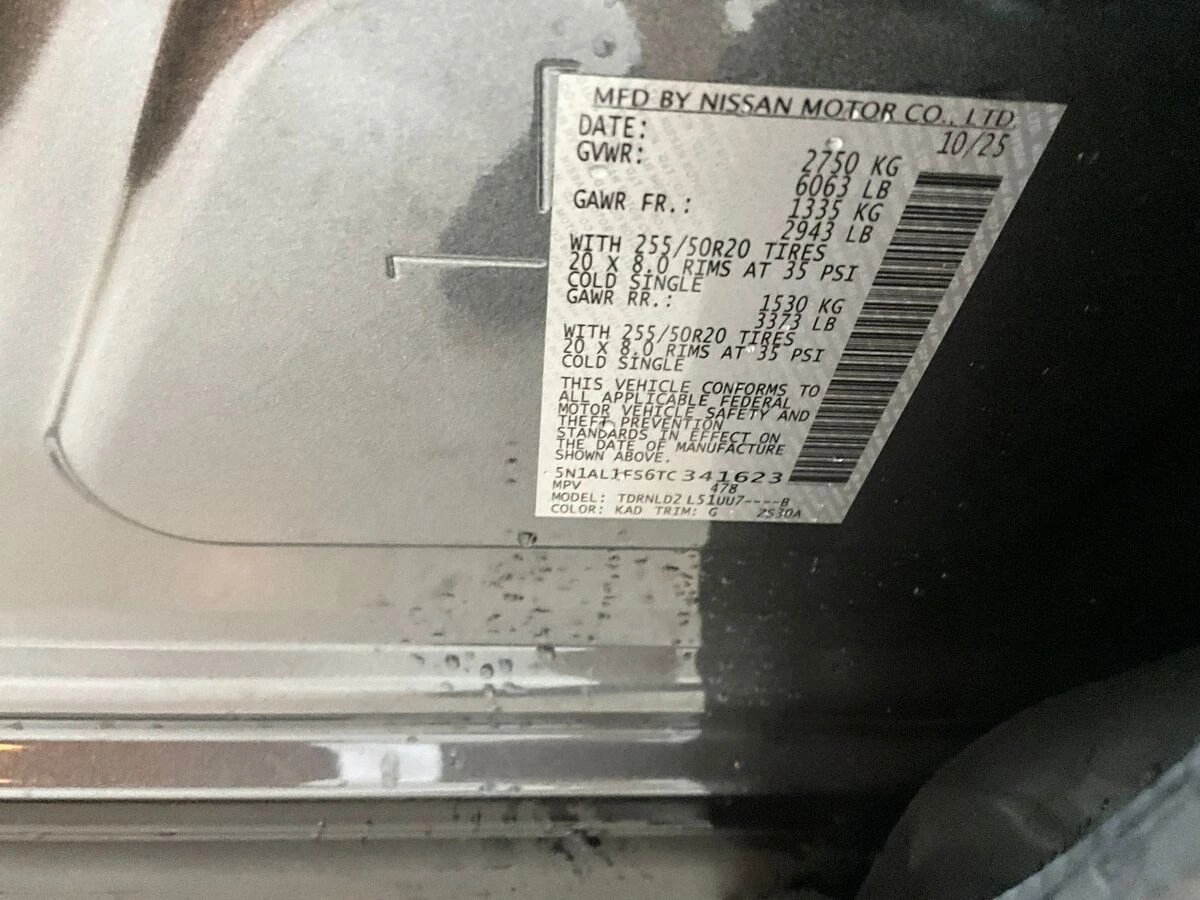 MFD BY NISSAN MOTOR CO., LTD.
DATE: 10/25
GVWR: 2750 KG
6063 LB
GAWR FR.: 1335 KG
2943 LB
WITH 255/50R20 TIRES
20 X 8.0 RIMS AT 35 PSI
COLD SINGLE
GAWR RR.: 1530 KG
3373 LB
WITH 255/50R20 TIRES
20 X 8.0 RIMS AT 35 PSI
COLD SINGLE
THIS VEHICLE CONFORMS TO
ALL APPLICABLE FEDERAL
MOTOR VEHICLE SAFETY AND
THEFT PREVENTION
STANDARDS IN EFFECT ON
THE DATE OF MANUFACTURE
SHOWN ABOVE.
5N1AL1FS6TC341623
MPV 478
MODEL: TDRNLD2 L51UU7----B
COLOR: KAD TRIM: G 2S30A